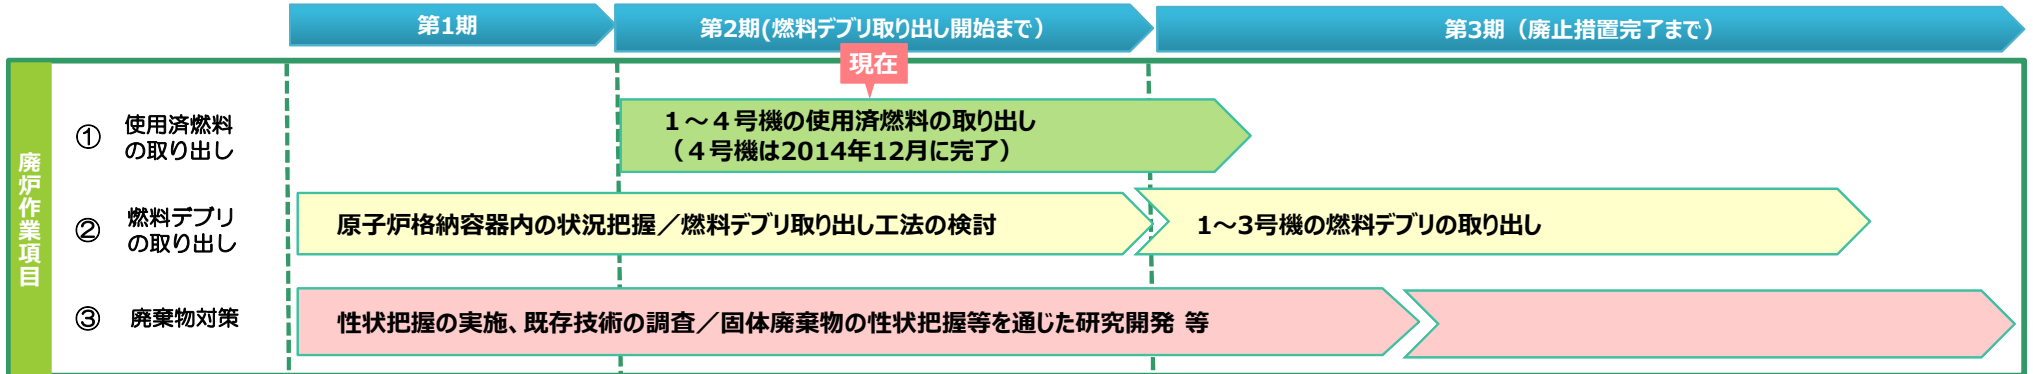 第1期
第2期(燃料デブリ取り出し開始まで）
第3期（廃止措置完了まで）
現在
廃炉作業項目
①
使用済燃料
の取り出し
１～４号機の使用済燃料の取り出し
（４号機は2014年12月に完了）
②
燃料デブリ
の取り出し
原子炉格納容器内の状況把握／燃料デブリ取り出し工法の検討
1～3号機の燃料デブリの取り出し
③
廃棄物対策
性状把握の実施、既存技術の調査／固体廃棄物の性状把握等を通じた研究開発 等